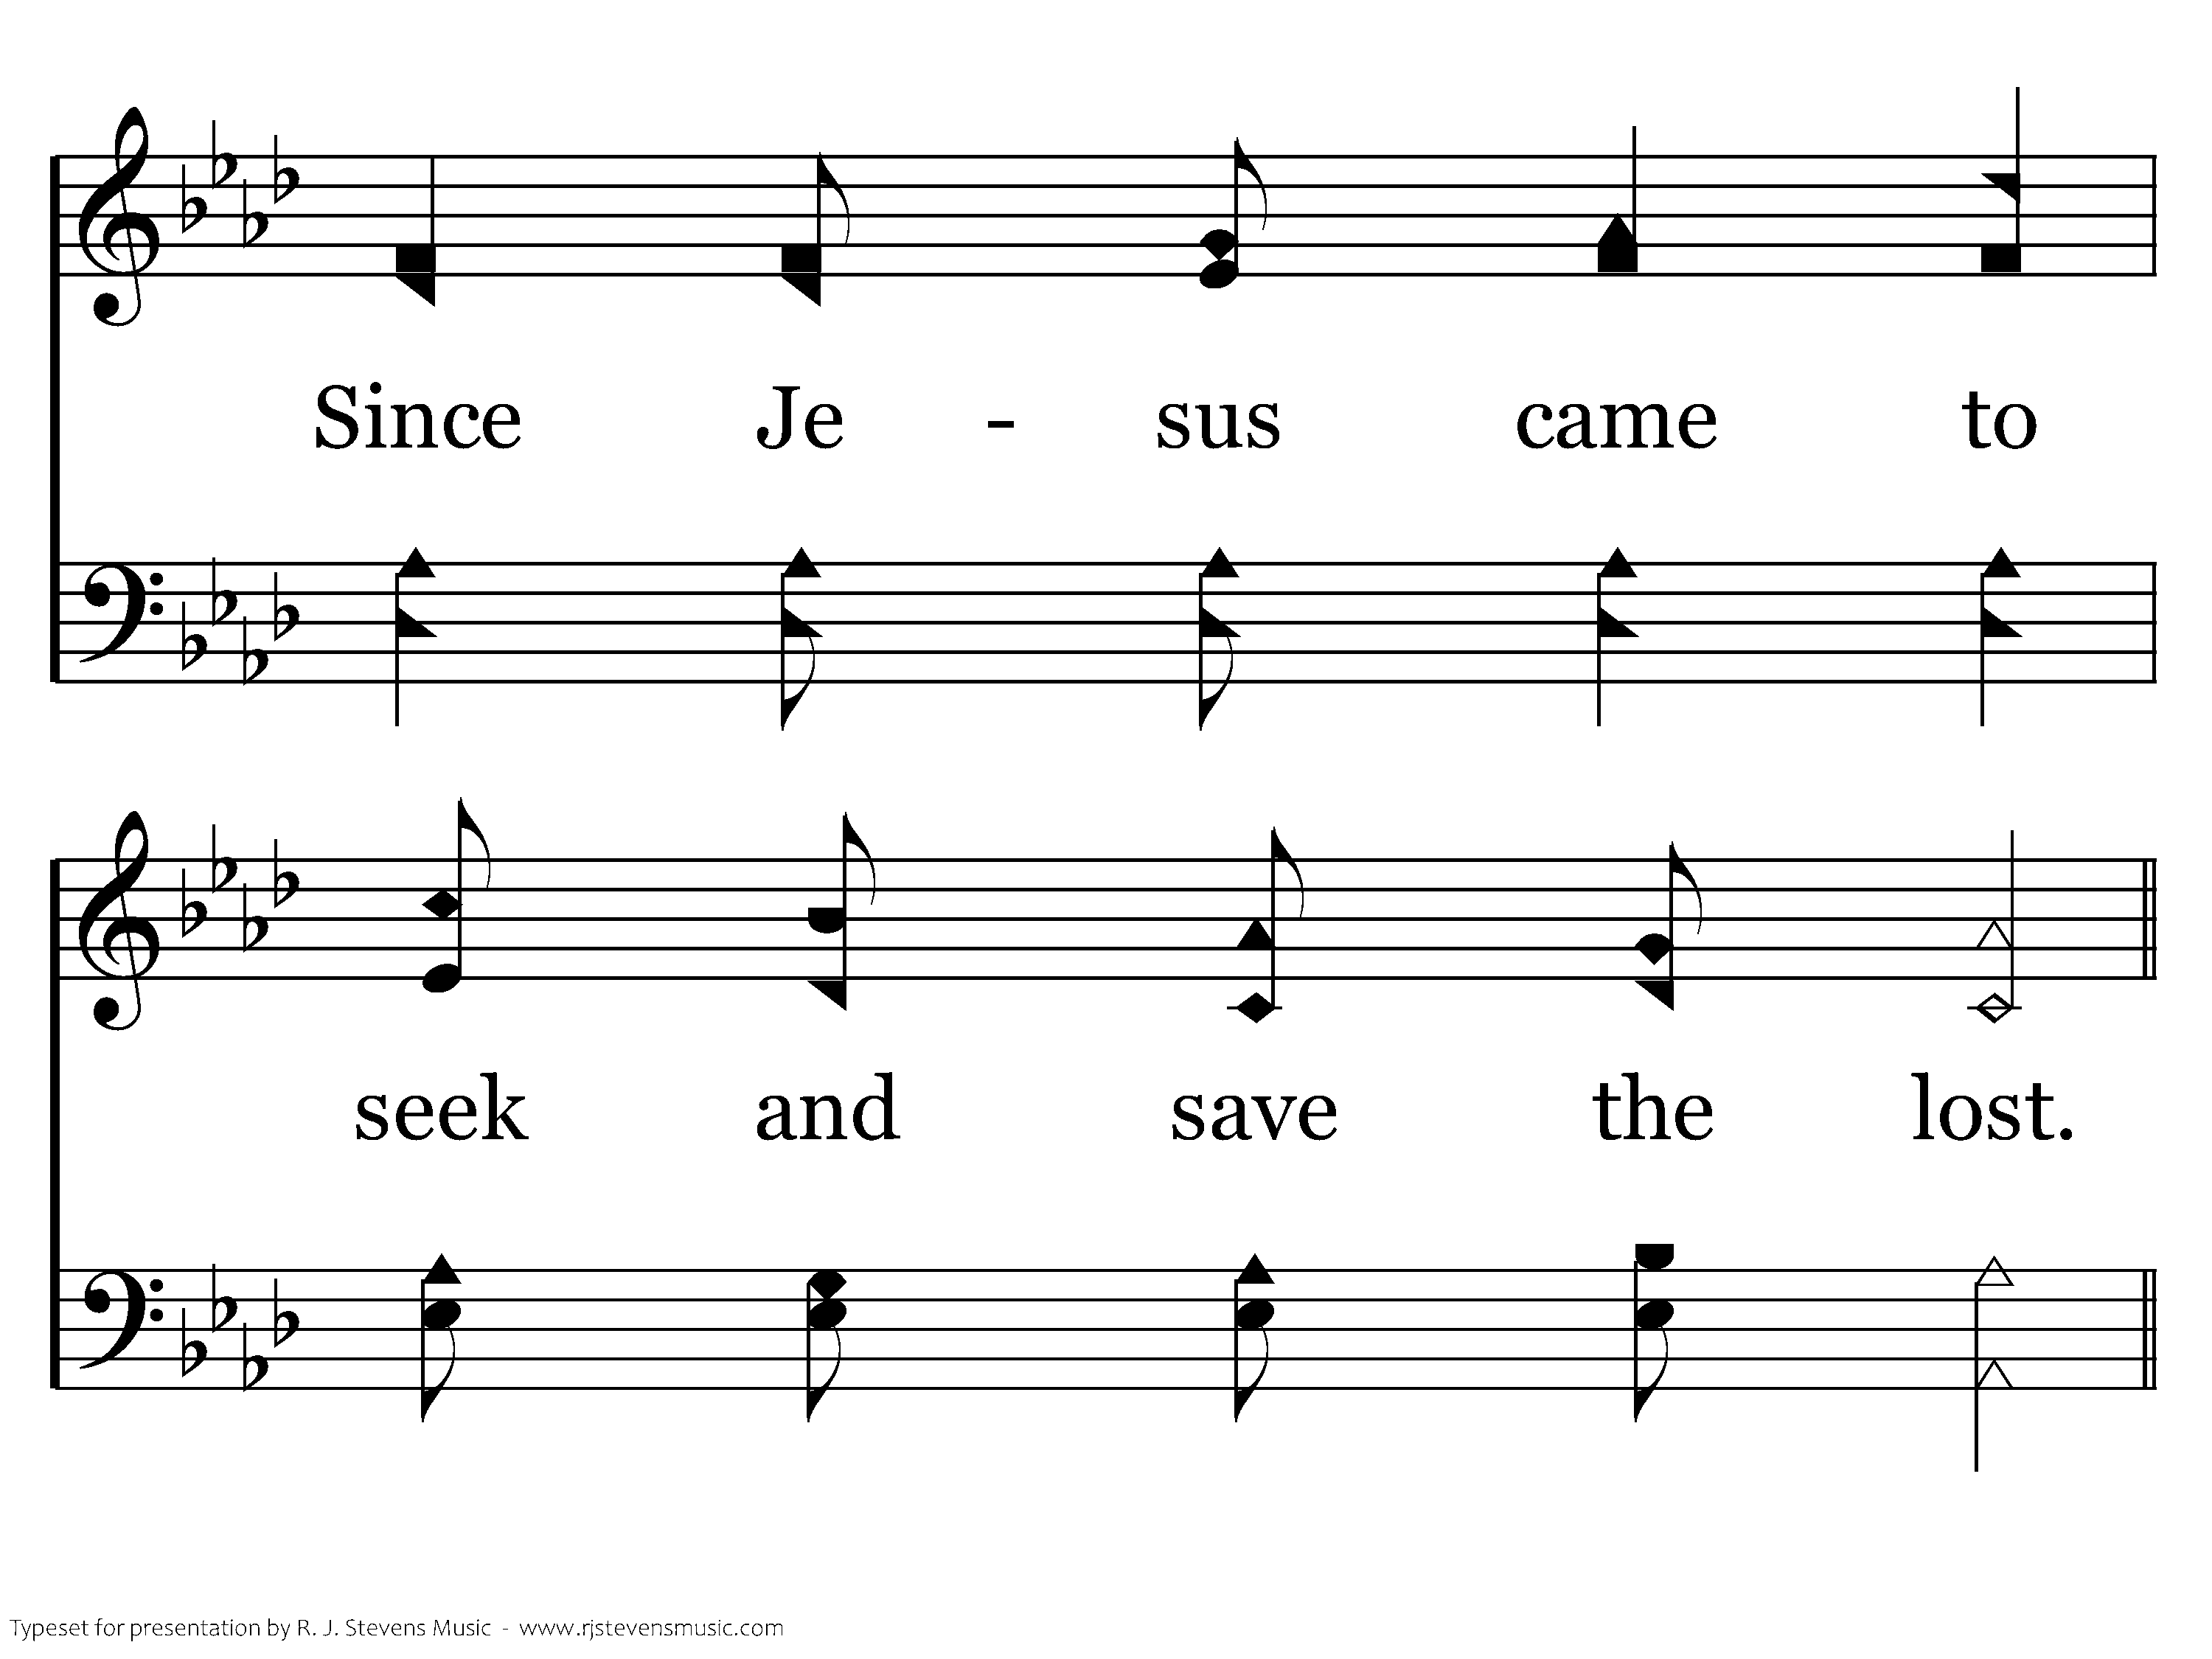 Since Je - sus came to
seek and save the lost.
Typeset for presentation by R. J. Stevens Music - www.rjstevensmusic.com